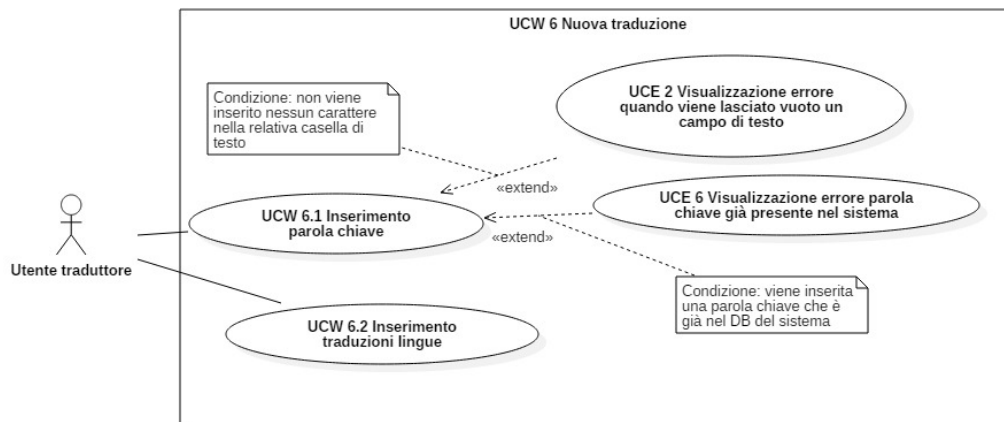 UCW 6 Nuova traduzione
Condizione: non viene
inserito nessun carattere
nella relativa casella di
testo
UCE 2 Visualizzazione errore
quando viene lasciato vuoto un
campo di testo
«extend»
UCE 6 Visualizzazione errore parola
chiave già presente nel sistema
UCW 6.1 Inserimento
parola chiave
«extend»
Utente traduttore
Condizione: viene inserita
una parola chiave che è
già nel DB del sistema
UCW 6.2 Inserimento
traduzioni lingue